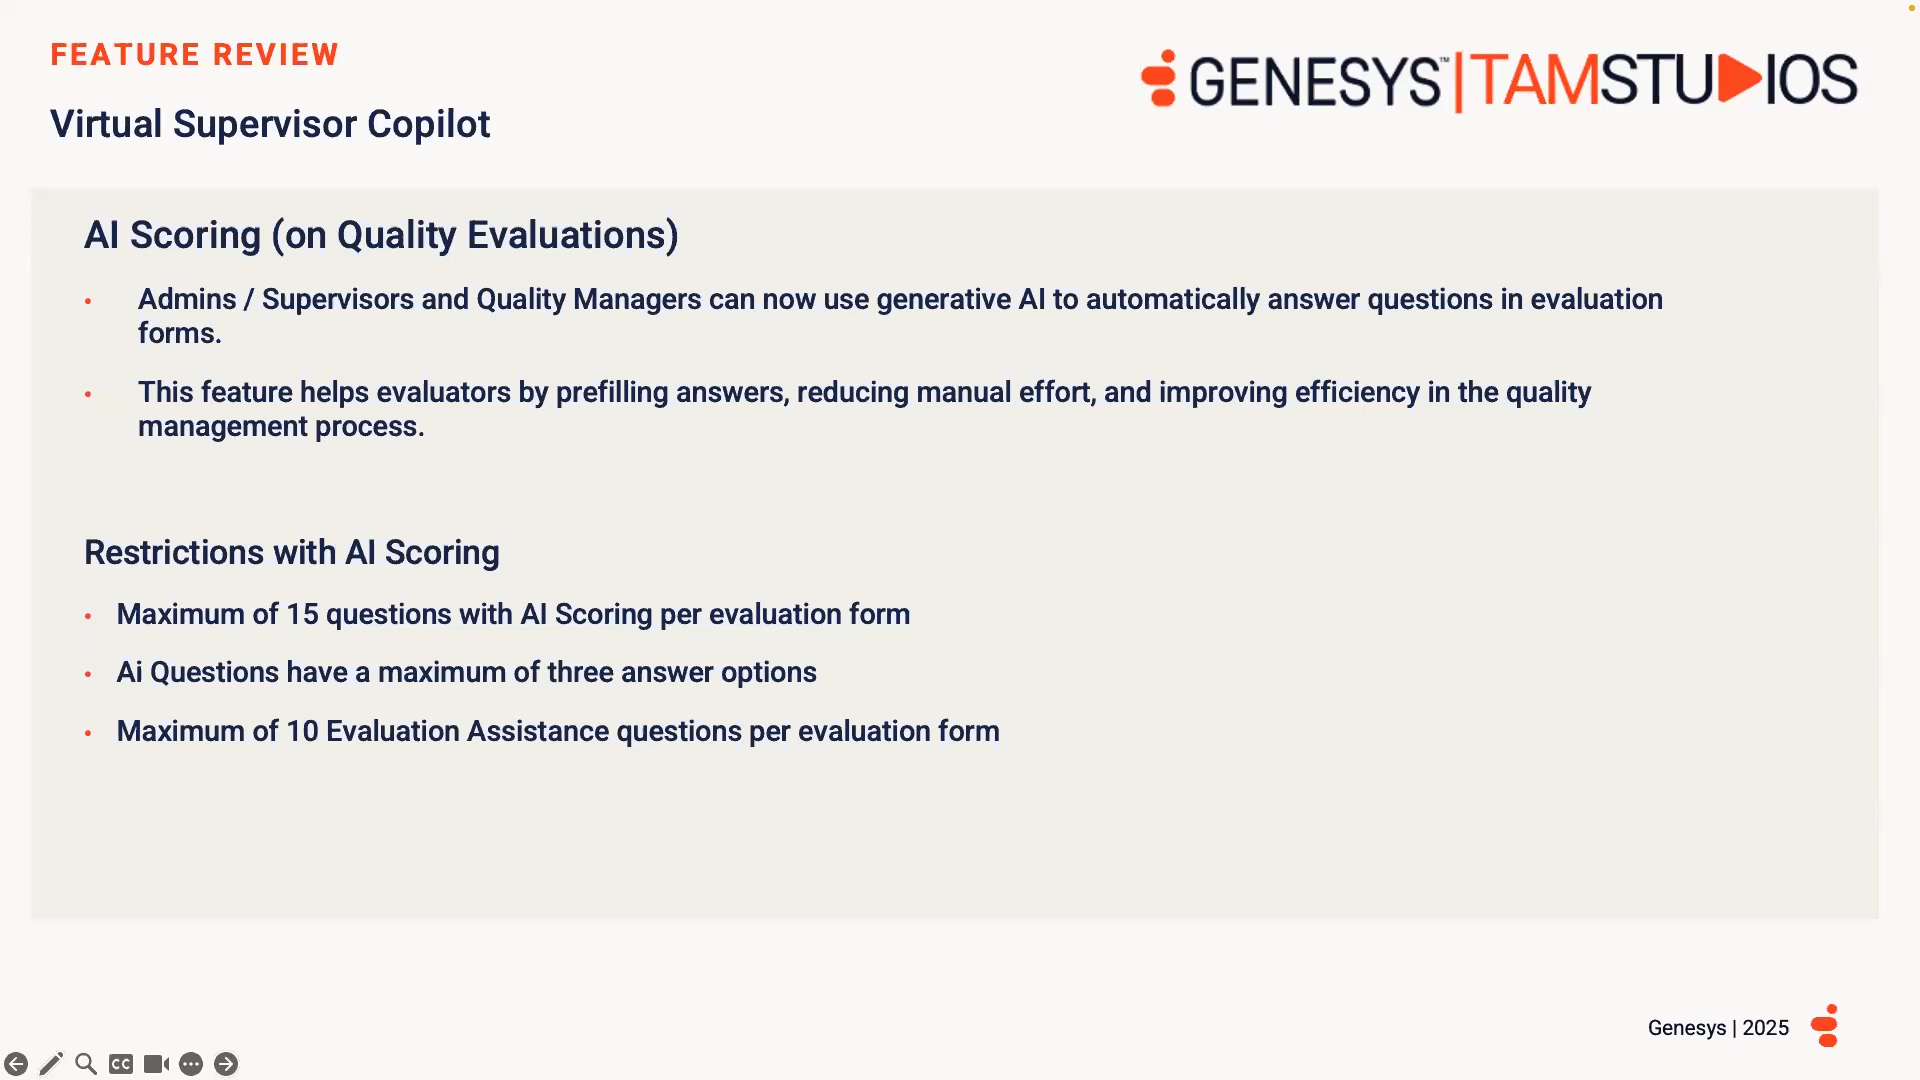 FEATURE REVIEW
GENESYS™|TAMSTUDIOS
Virtual Supervisor Copilot
AI Scoring (on Quality Evaluations)
• Admins / Supervisors and Quality Managers can now use generative AI to automatically answer questions in evaluation
forms.
• This feature helps evaluators by prefilling answers, reducing manual effort, and improving efficiency in the quality
management process.
Restrictions with AI Scoring
• Maximum of 15 questions with AI Scoring per evaluation form
• Ai Questions have a maximum of three answer options
• Maximum of 10 Evaluation Assistance questions per evaluation form
Genesys | 2025
CC